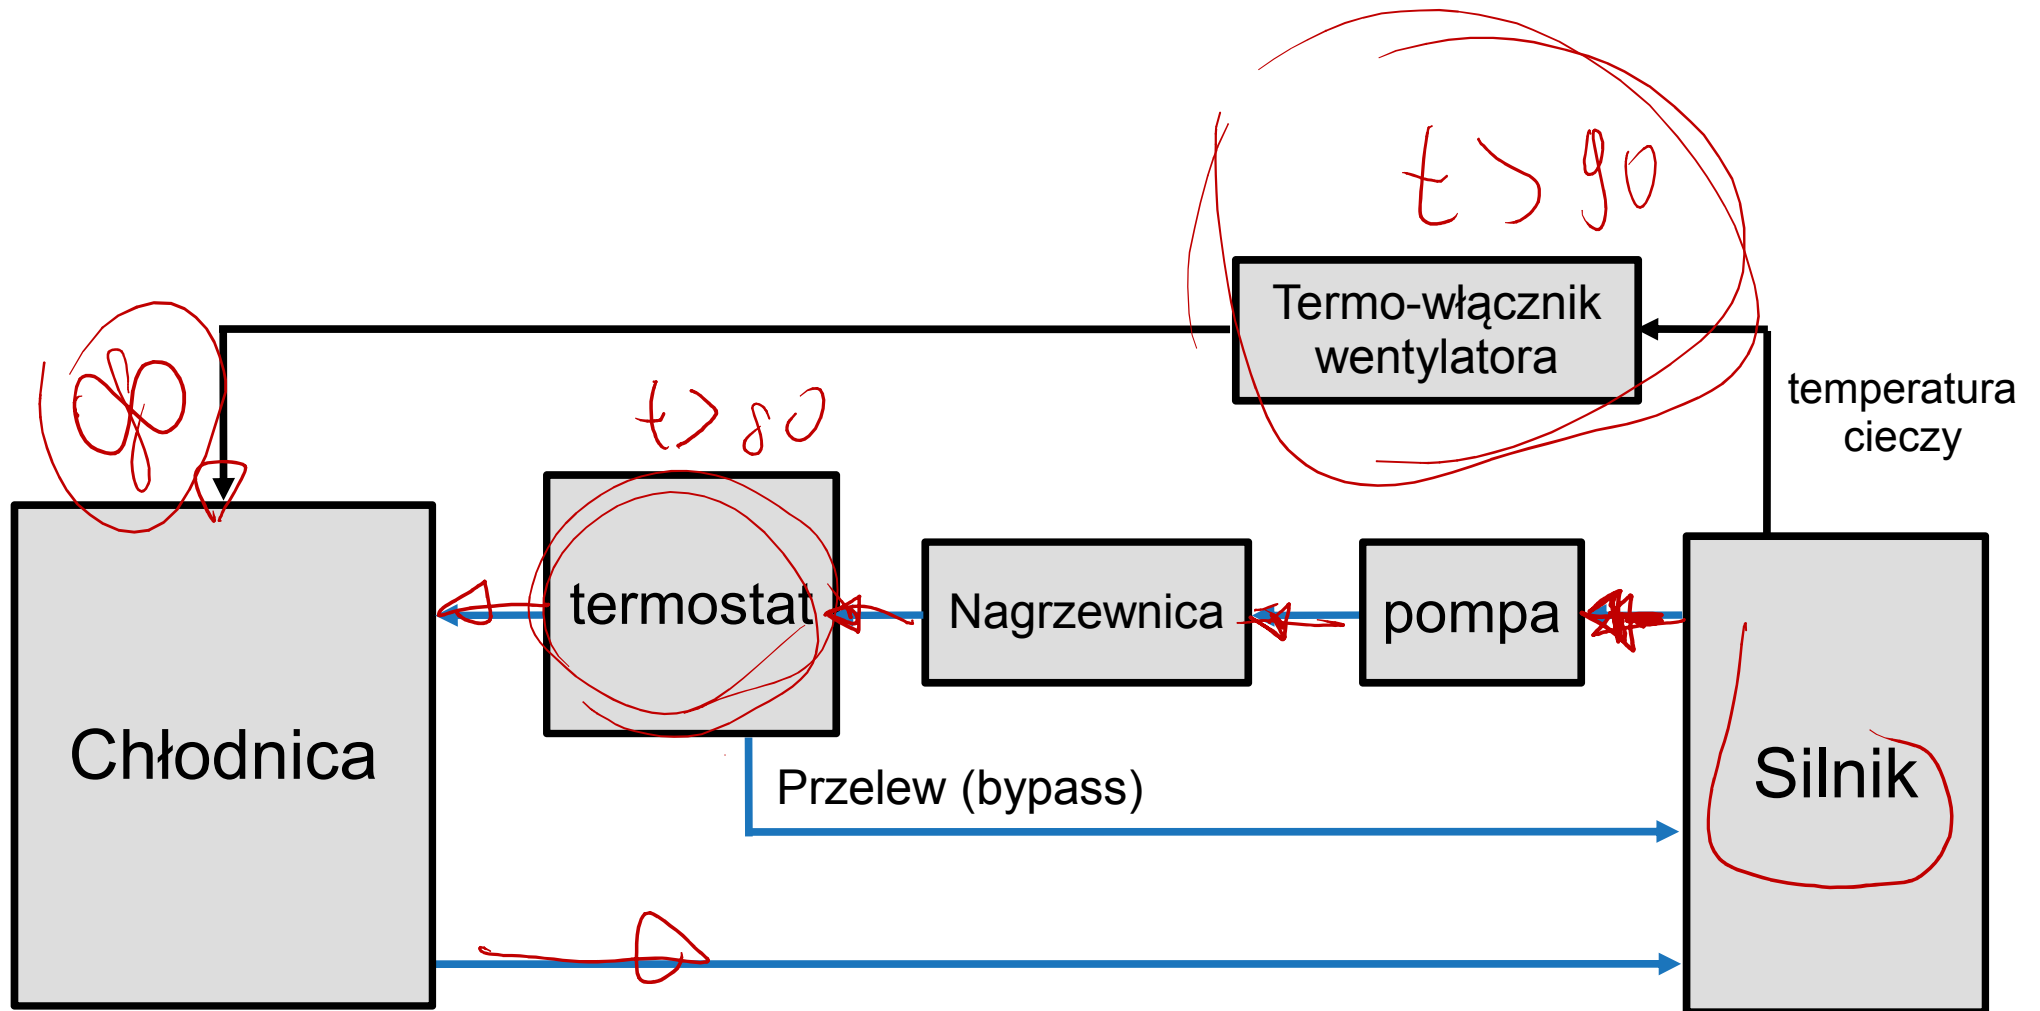 t > 90
Termo-włącznik
wentylatora
temperatura
cieczy
t > 80
termostat
Nagrzewnica
pompa
Chłodnica
Silnik
Przelew (bypass)